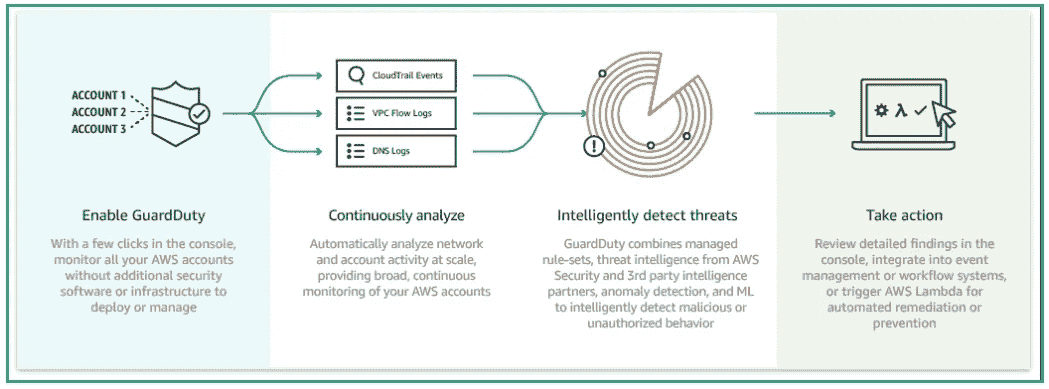 ACCOUNT 1
ACCOUNT 2
ACCOUNT 3
CloudTrail Events
VPC Flow Logs
DNS Logs
!
λ
Enable GuardDuty
With a few clicks in the console,
monitor all your AWS accounts
without additional security
software or infrastructure to
deploy or manage
Continuously analyze
Automatically analyze network
and account activity at scale,
providing broad, continuous
monitoring of your AWS accounts
Intelligently detect threats
GuardDuty combines managed
rule-sets, threat intelligence from AWS
Security and 3rd party intelligence
partners, anomaly detection, and ML
to intelligently detect malicious or
unauthorized behavior
Take action
Review detailed findings in the
console, integrate into event
management or workflow systems,
or trigger AWS Lambda for
automated remediation or
prevention